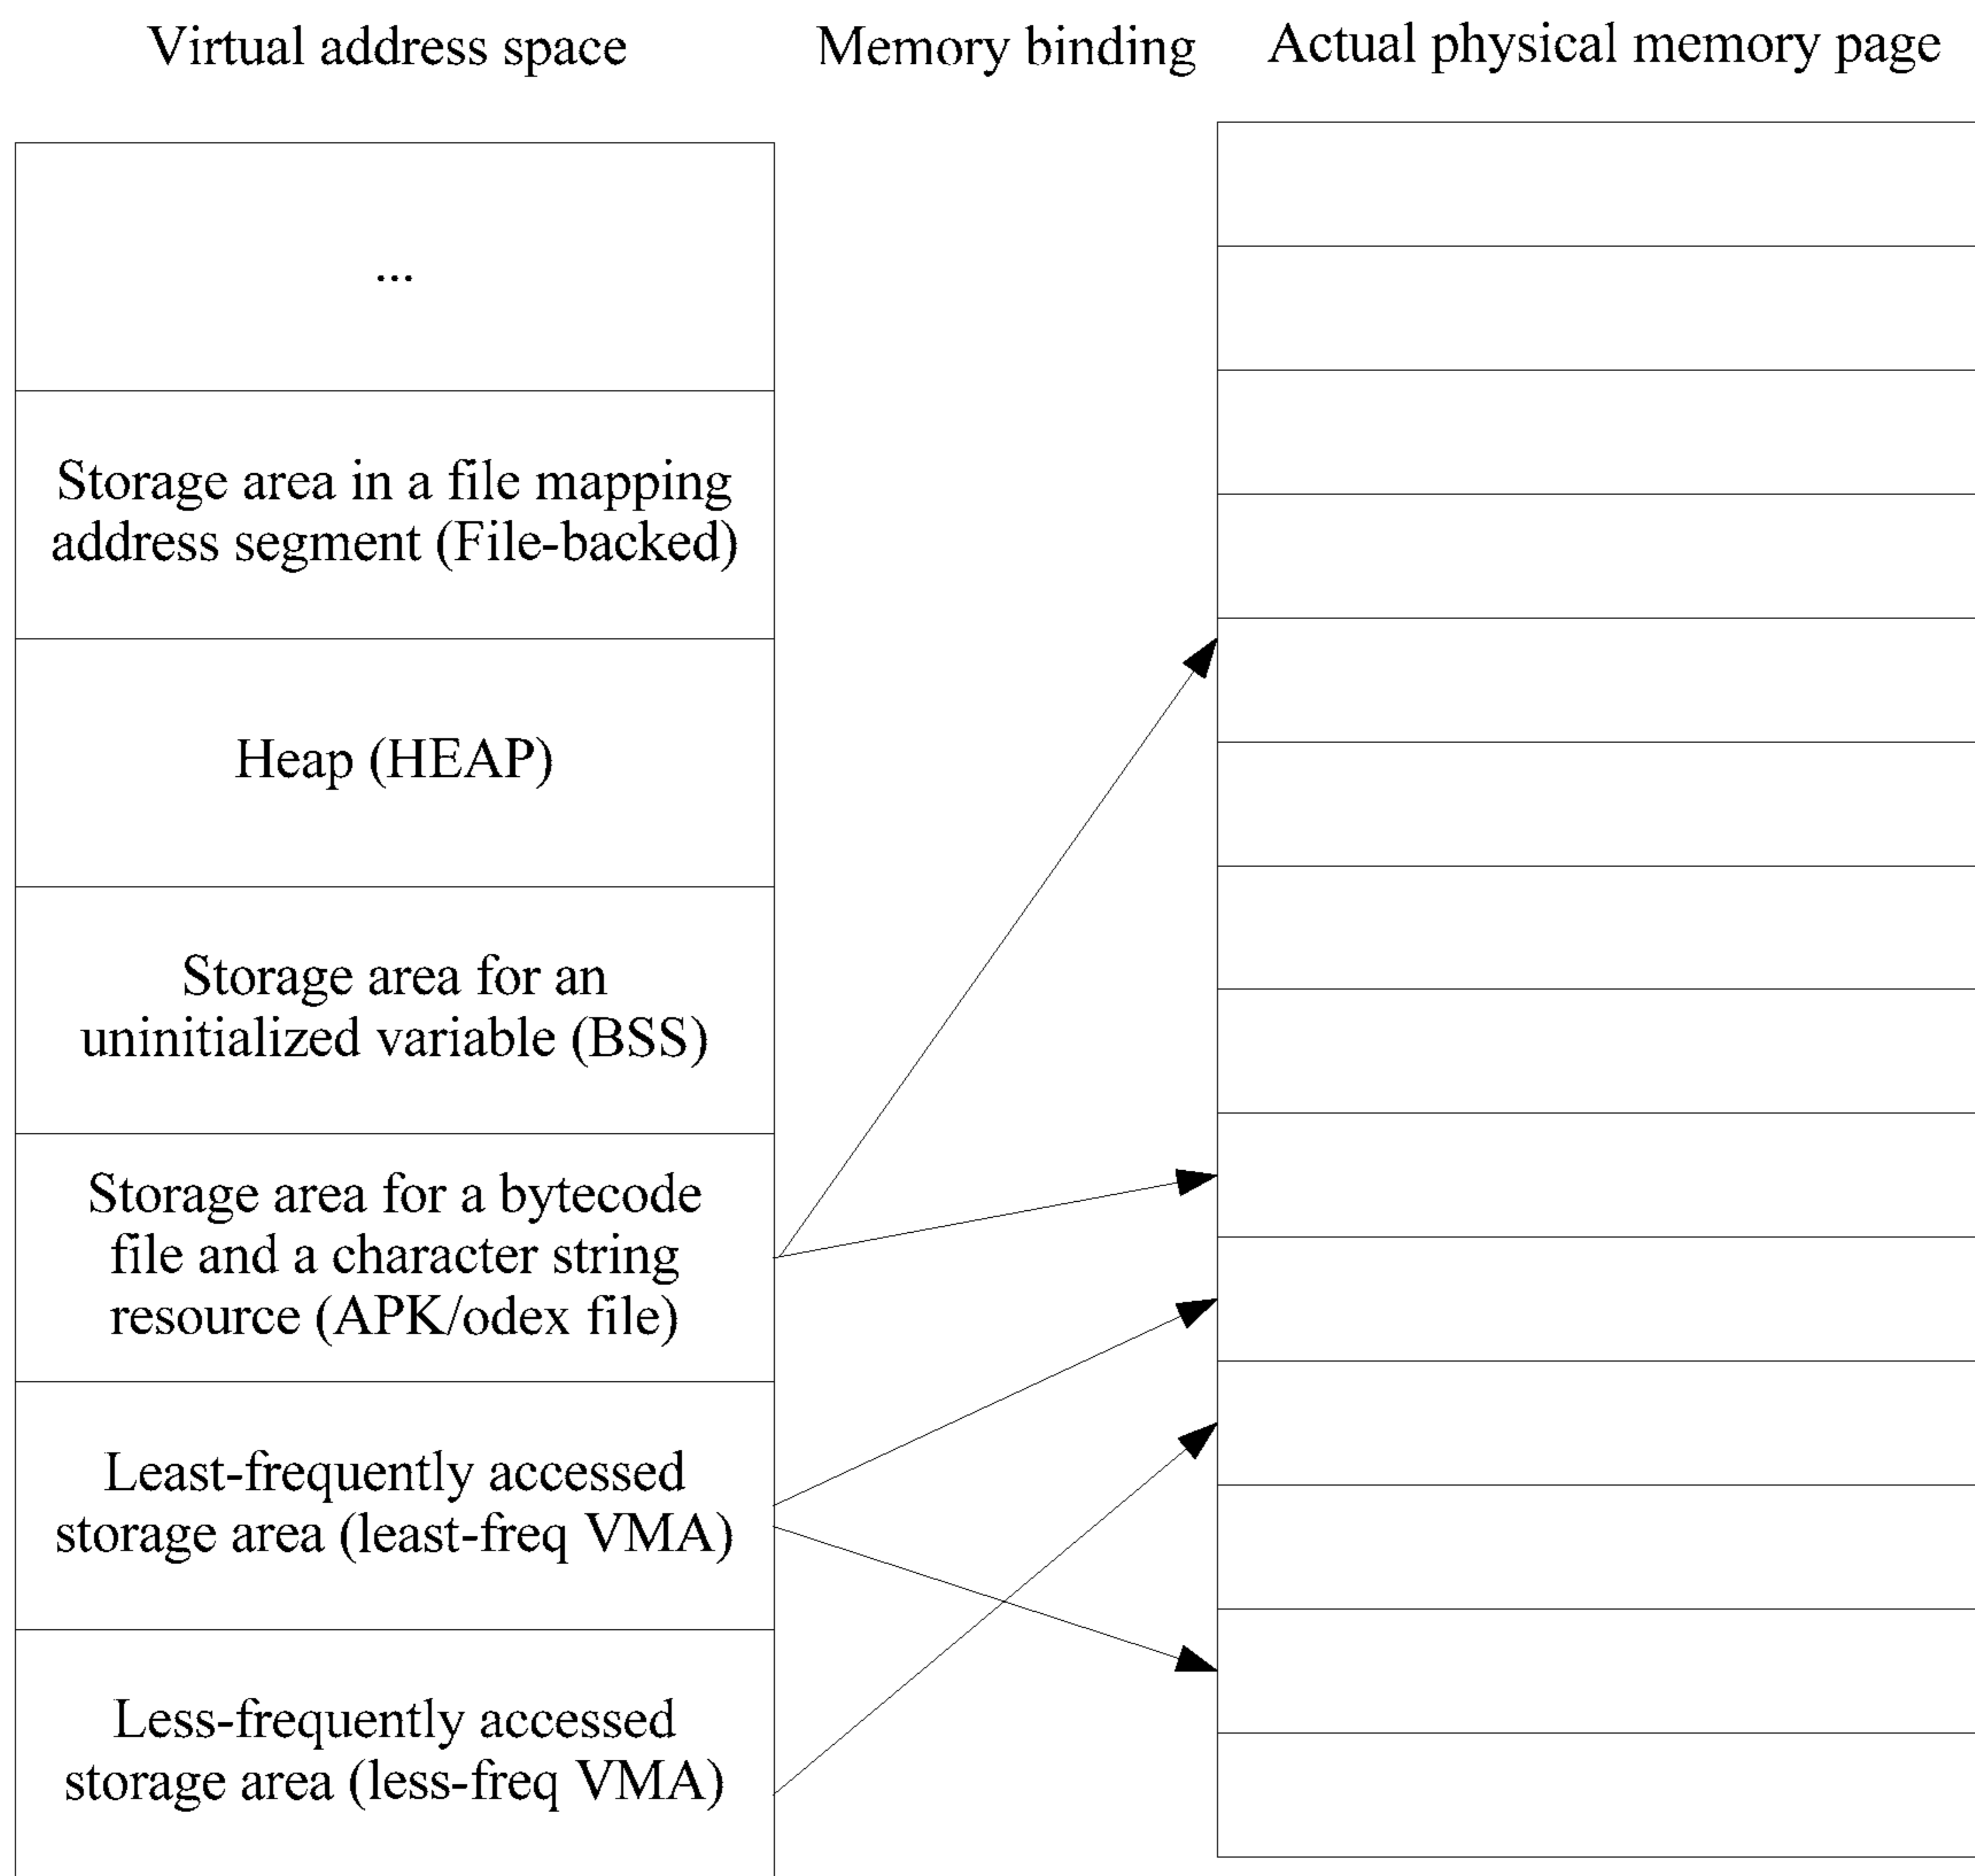 Virtual address space
Memory binding
Actual physical memory page
...
Storage area in a file mapping
address segment (File-backed)
Heap (HEAP)
Storage area for an
uninitialized variable (BSS)
Storage area for a bytecode
file and a character string
resource (APK/odex file)
Least-frequently accessed
storage area (least-freq VMA)
Less-frequently accessed
storage area (less-freq VMA)